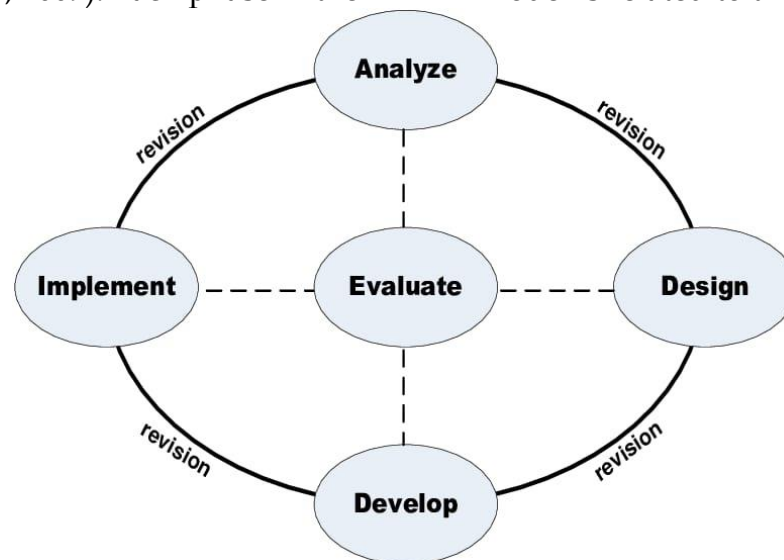 Analyze
revision
revision
Implement
Evaluate
Design
revision
revision
Develop